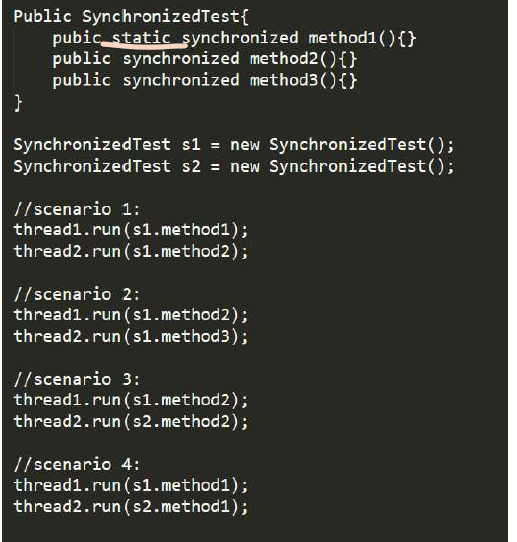 Public SynchronizedTest{
    pubic static synchronized method1(){}
    public synchronized method2(){}
    public synchronized method3(){}
}

SynchronizedTest s1 = new SynchronizedTest();
SynchronizedTest s2 = new SynchronizedTest();

//scenario 1:
thread1.run(s1.method1);
thread2.run(s1.method2);

//scenario 2:
thread1.run(s1.method2);
thread2.run(s1.method3);

//scenario 3:
thread1.run(s1.method2);
thread2.run(s2.method2);

//scenario 4:
thread1.run(s1.method1);
thread2.run(s2.method1);